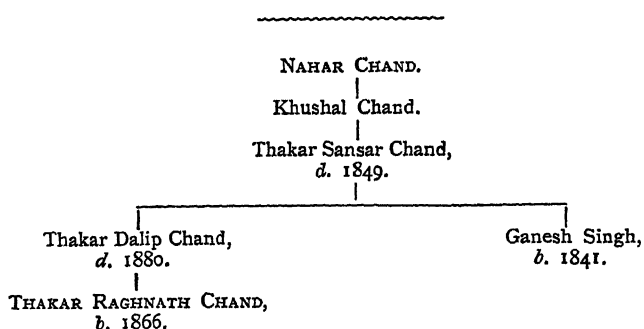 NAHAR CHAND.
Khushal Chand.
Thakar Sansar Chand,
d. 1849.
Thakar Dalip Chand,
d. 1880.
Ganesh Singh,
b. 1841.
THAKAR RAGHNATH CHAND,
b. 1866.